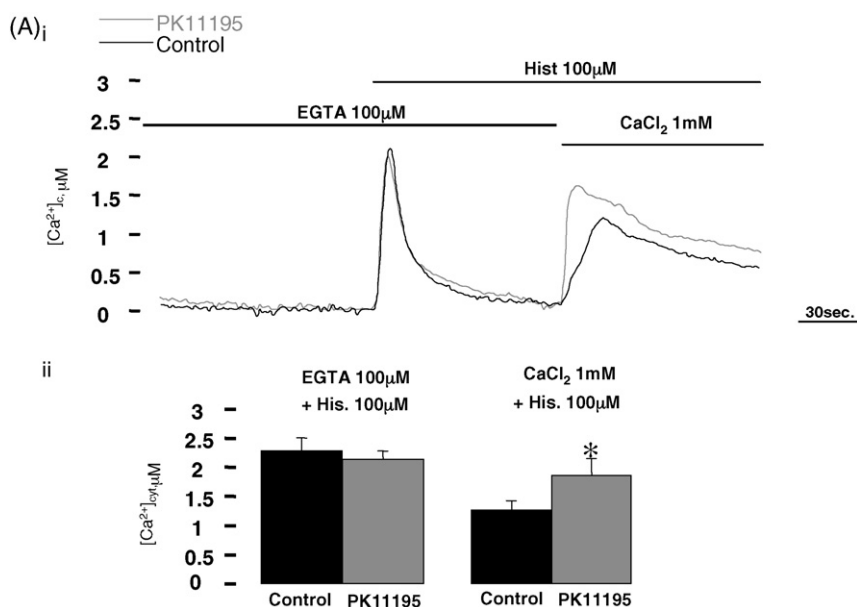 (A)i
PK11195
Control
Hist 100µM
EGTA 100µM
CaCl₂ 1mM
[Ca²⁺]c, µM
3
2.5
2
1.5
1
0.5
0
30sec.
ii
EGTA 100µM
+ His. 100µM
CaCl₂ 1mM
+ His. 100µM
[Ca²⁺]cyt,µM
3
2.5
2
1.5
1
0.5
0
*
Control
PK11195
Control
PK11195